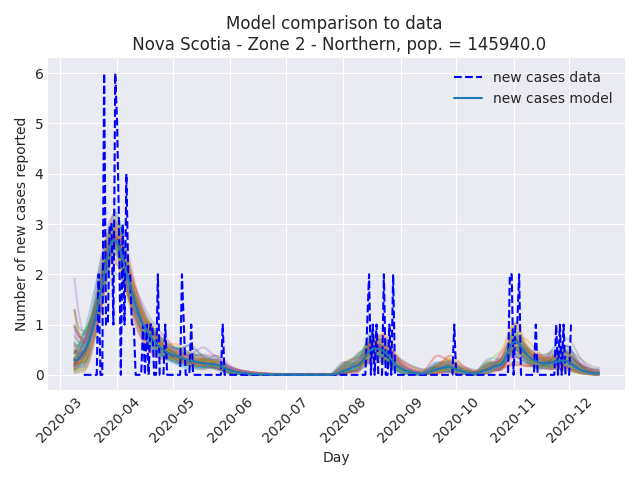 Model comparison to data
Nova Scotia - Zone 2 - Northern, pop. = 145940.0
new cases data
new cases model
Number of new cases reported
6
5
4
3
2
1
0
2020-03
2020-04
2020-05
2020-06
2020-07
2020-08
2020-09
2020-10
2020-11
2020-12
Day